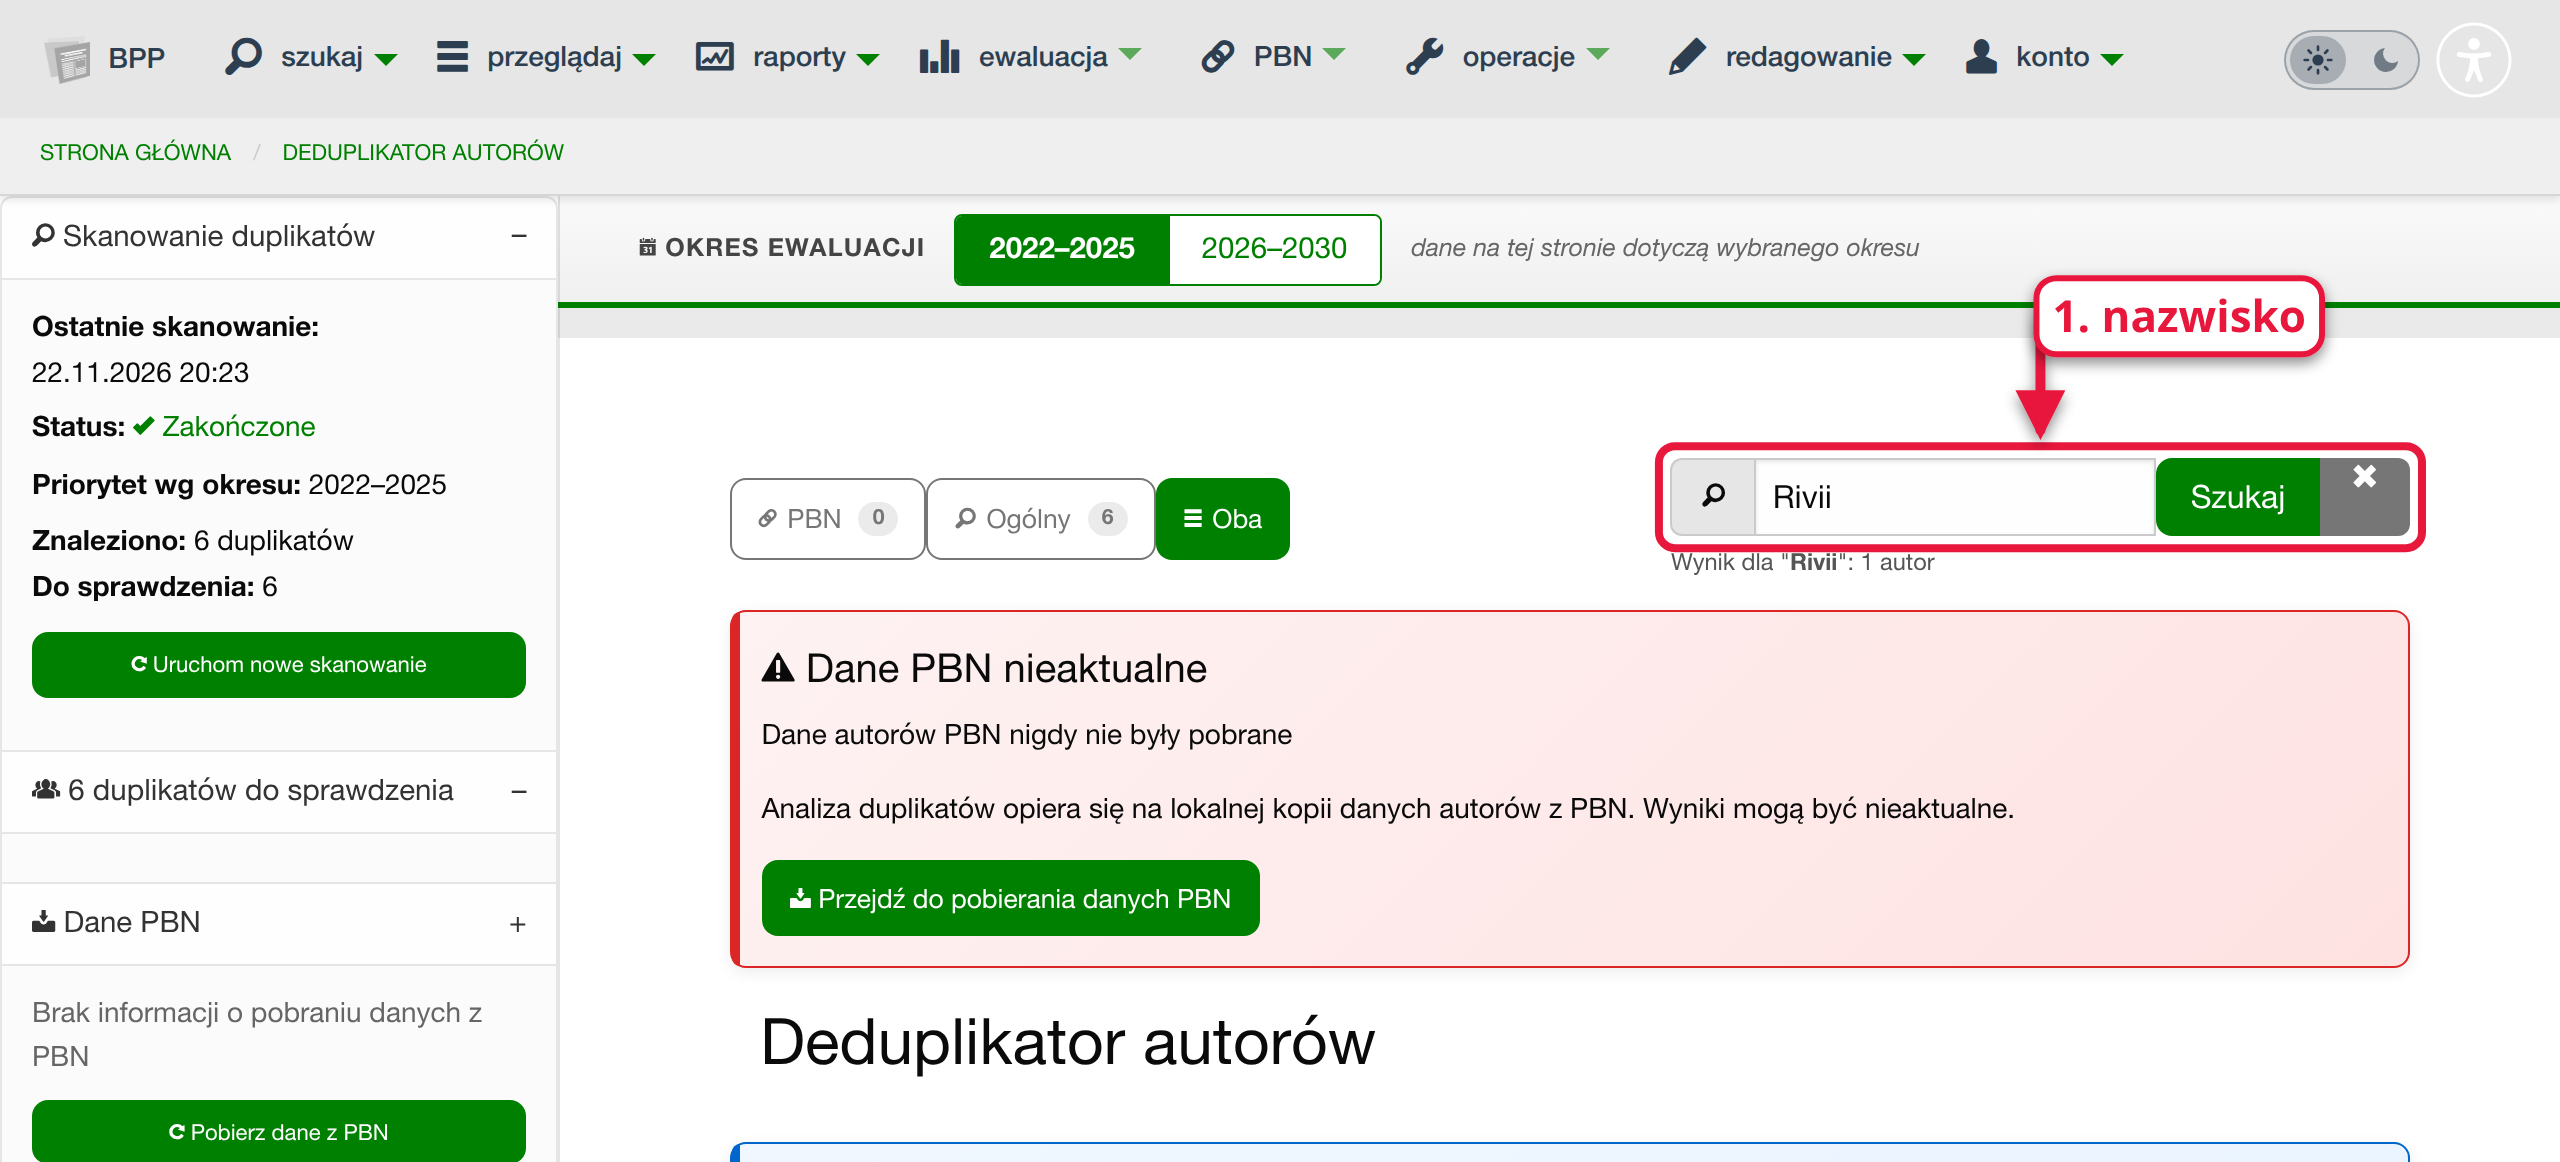 BPP szukaj przeglądaj raporty ewaluacja PBN operacje redagowanie konto
STRONA GŁÓWNA / DEDUPLIKATOR AUTORÓW
Skanowanie duplikatów −
Ostatnie skanowanie:
22.11.2026 20:23
Status: Zakończone
Priorytet wg okresu: 2022–2025
Znaleziono: 6 duplikatów
Do sprawdzenia: 6
Uruchom nowe skanowanie
6 duplikatów do sprawdzenia −
Dane PBN +
Brak informacji o pobraniu danych z
PBN
Pobierz dane z PBN
31 OKRES EWALUACJI 2022–2025 2026–2030 dane na tej stronie dotyczą wybranego okresu
1. nazwisko
PBN 0 Ogólny 6 Oba
Rivii Szukaj ✖
Wynik dla "Rivii": 1 autor
Dane PBN nieaktualne
Dane autorów PBN nigdy nie były pobrane
Analiza duplikatów opiera się na lokalnej kopii danych autorów z PBN. Wyniki mogą być nieaktualne.
Przejdź do pobierania danych PBN
Deduplikator autorów